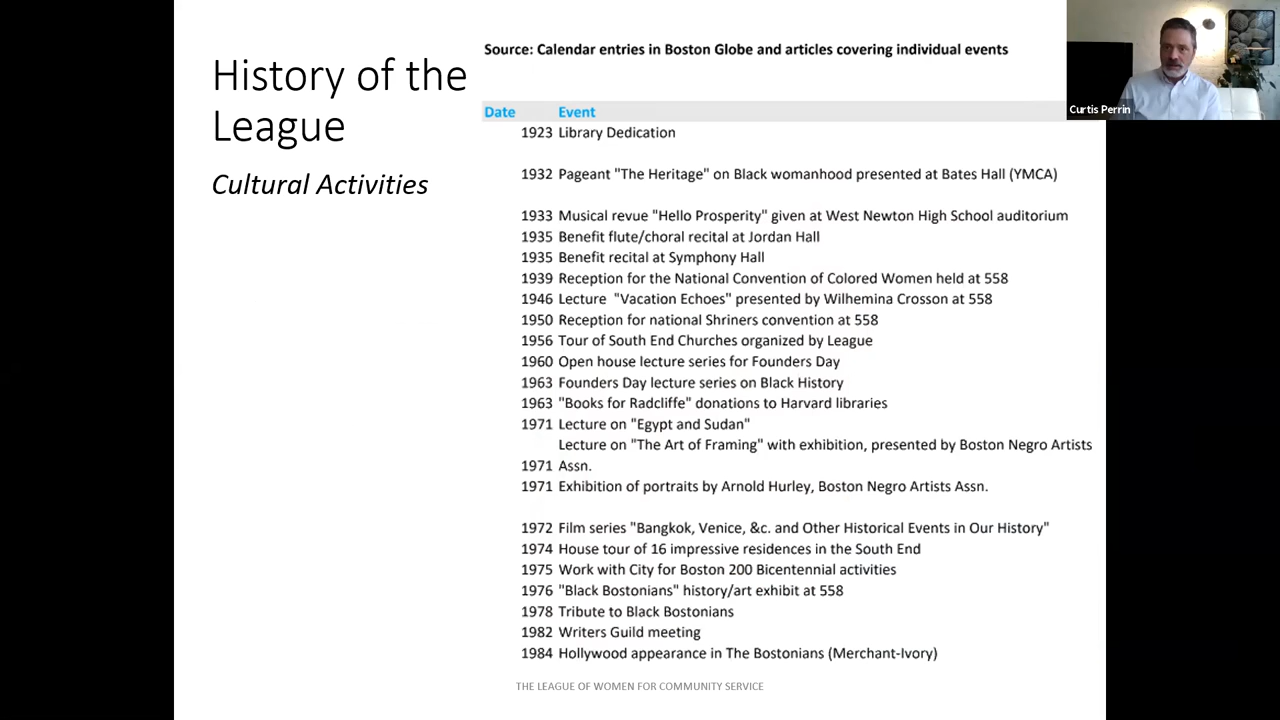 History of the
League
Cultural Activities
Source: Calendar entries in Boston Globe and articles covering individual events
Date Event
1923 Library Dedication
1932 Pageant "The Heritage" on Black womanhood presented at Bates Hall (YMCA)
1933 Musical revue "Hello Prosperity" given at West Newton High School auditorium
1935 Benefit flute/choral recital at Jordan Hall
1935 Benefit recital at Symphony Hall
1939 Reception for the National Convention of Colored Women held at 558
1946 Lecture "Vacation Echoes" presented by Wilhemina Crosson at 558
1950 Reception for national Shriners convention at 558
1956 Tour of South End Churches organized by League
1960 Open house lecture series for Founders Day
1963 Founders Day lecture series on Black History
1963 "Books for Radcliffe" donations to Harvard libraries
1971 Lecture on "Egypt and Sudan"
Lecture on "The Art of Framing" with exhibition, presented by Boston Negro Artists
1971 Assn.
1971 Exhibition of portraits by Arnold Hurley, Boston Negro Artists Assn.
1972 Film series "Bangkok, Venice, &c. and Other Historical Events in Our History"
1974 House tour of 16 impressive residences in the South End
1975 Work with City for Boston 200 Bicentennial activities
1976 "Black Bostonians" history/art exhibit at 558
1978 Tribute to Black Bostonians
1982 Writers Guild meeting
1984 Hollywood appearance in The Bostonians (Merchant-Ivory)
THE LEAGUE OF WOMEN FOR COMMUNITY SERVICE
Curtis Perrin